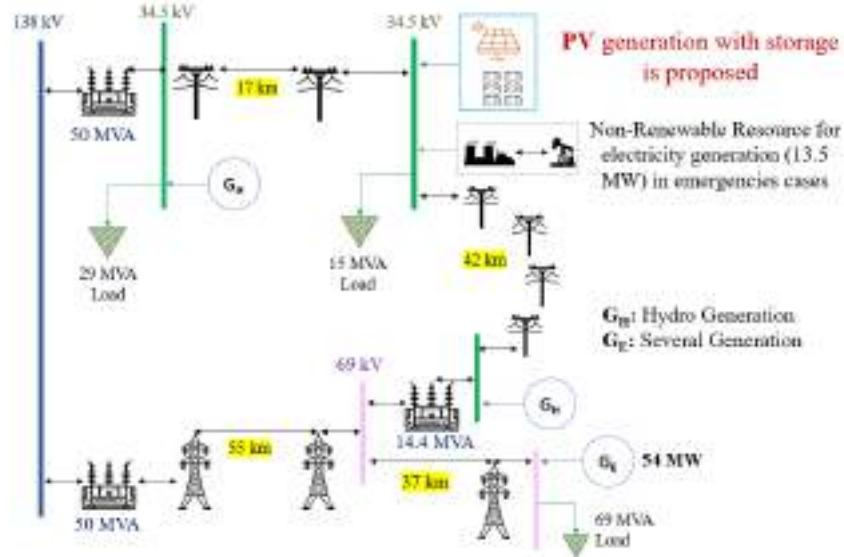 138 kV
34.5 kV
34.5 kV
PV generation with storage
is proposed
17 km
50 MVA
Non-Renewable Resource for
electricity generation (13.5
MW) in emergencies cases
29 MVA
Load
15 MVA
Load
42 km
G_H: Hydro Generation
G_E: Several Generation
69 kV
55 km
14.4 MVA
G_E
54 MW
37 km
50 MVA
69 MVA
Load